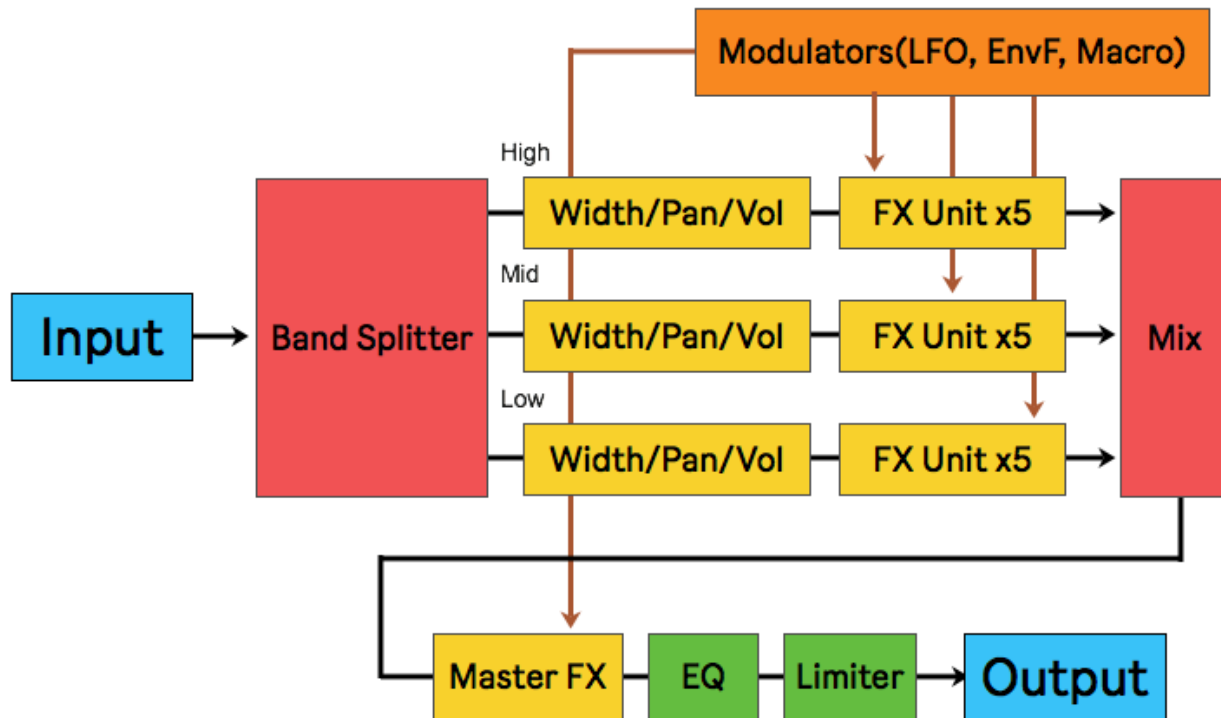 Modulators(LFO, EnvF, Macro)
High
Width/Pan/Vol
FX Unit x5
Mid
Input
Band Splitter
Width/Pan/Vol
FX Unit x5
Mix
Low
Width/Pan/Vol
FX Unit x5
Master FX
EQ
Limiter
Output